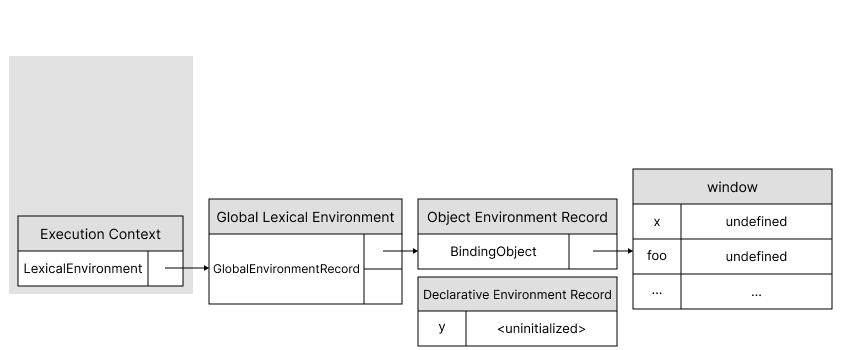 Execution Context
LexicalEnvironment
Global Lexical Environment
GlobalEnvironmentRecord
Object Environment Record
BindingObject
Declarative Environment Record
y <uninitialized>
window
x undefined
foo undefined
... ...